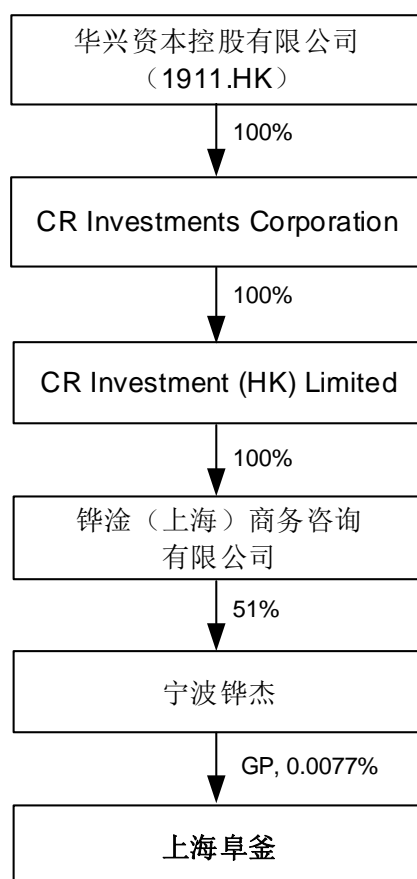 华兴资本控股有限公司
（1911.HK）
100%
CR Investments Corporation
100%
CR Investment (HK) Limited
100%
铧淦（上海）商务咨询
有限公司
51%
宁波铧杰
GP, 0.0077%
上海阜釜